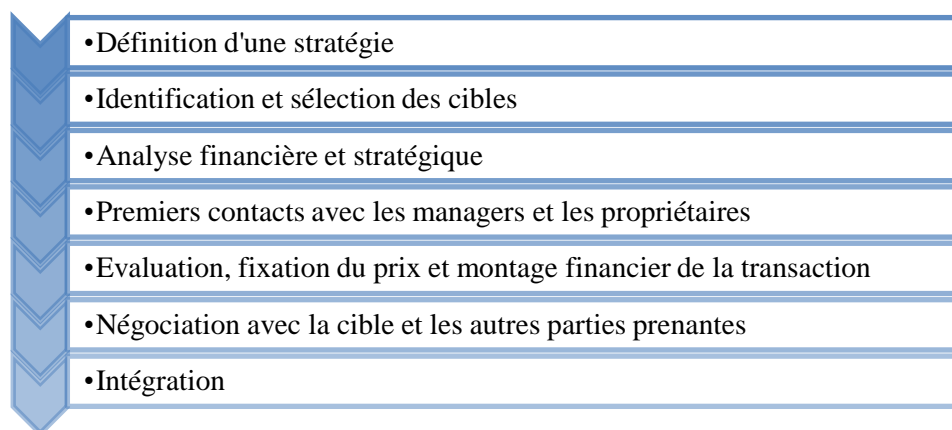 •Définition d'une stratégie
•Identification et sélection des cibles
•Analyse financière et stratégique
•Premiers contacts avec les managers et les propriétaires
•Evaluation, fixation du prix et montage financier de la transaction
•Négociation avec la cible et les autres parties prenantes
•Intégration